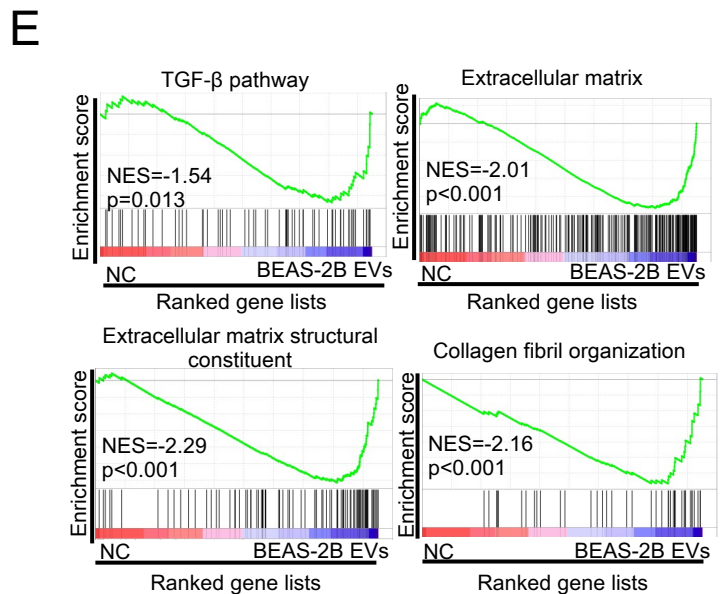 E
TGF-β pathway
Enrichment score
NES=-1.54
p=0.013
NC
BEAS-2B EVs
Ranked gene lists
Extracellular matrix
Enrichment score
NES=-2.01
p<0.001
NC
BEAS-2B EVs
Ranked gene lists
Extracellular matrix structural
constituent
Enrichment score
NES=-2.29
p<0.001
NC
BEAS-2B EVs
Ranked gene lists
Collagen fibril organization
Enrichment score
NES=-2.16
p<0.001
NC
BEAS-2B EVs
Ranked gene lists